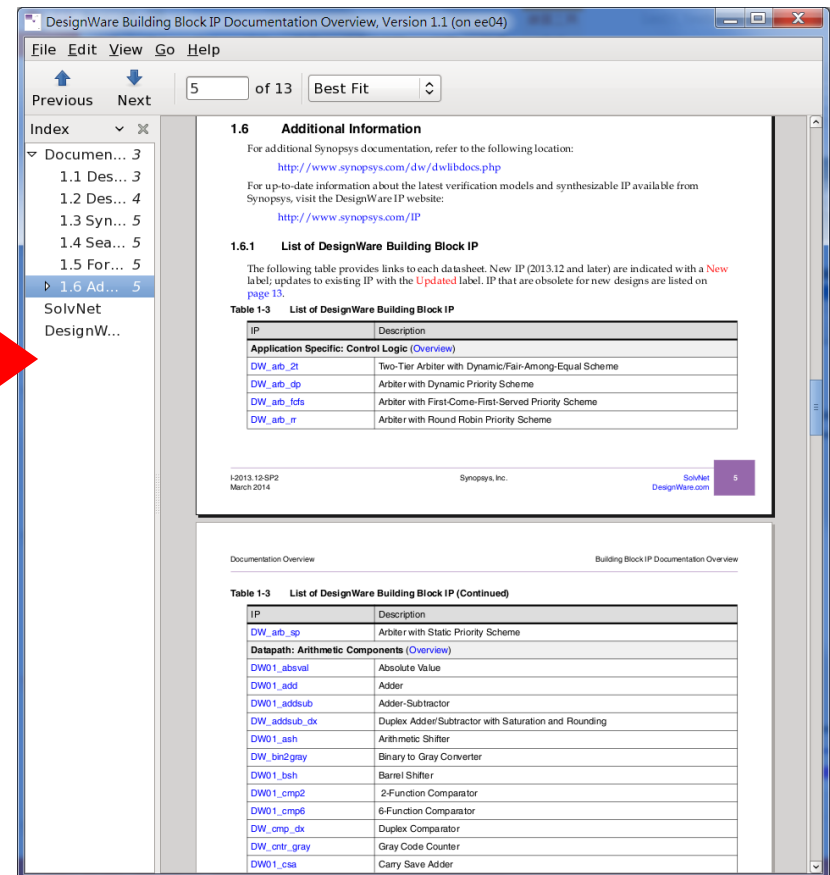 DesignWare Building Block IP Documentation Overview, Version 1.1 (on ee04)
File Edit View Go Help
Previous Next 5 of 13 Best Fit
Index
Documen... 3
1.1 Des... 3
1.2 Des... 4
1.3 Syn... 5
1.4 Sea... 5
1.5 For... 5
1.6 Ad... 5
SolvNet
DesignW...
1.6 Additional Information
For additional Synopsys documentation, refer to the following location:
http://www.synopsys.com/dw/dwlibdocs.php
For up-to-date information about the latest verification models and synthesizable IP available from
Synopsys, visit the DesignWare IP website:
http://www.synopsys.com/IP
1.6.1 List of DesignWare Building Block IP
The following table provides links to each datasheet. New IP (2013.12 and later) are indicated with a New
label; updates to existing IP with the Updated label. IP that are obsolete for new designs are listed on
page 13.
Table 1-3 List of DesignWare Building Block IP
IP Description
Application Specific: Control Logic (Overview)
DW_arb_2t Two-Tier Arbiter with Dynamic/Fair-Among-Equal Scheme
DW_arb_dp Arbiter with Dynamic Priority Scheme
DW_arb_fcfs Arbiter with First-Come-First-Served Priority Scheme
DW_arb_rr Arbiter with Round Robin Priority Scheme
I-2013.12-SP2 Synopsys, Inc. SolvNet 5
March 2014 DesignWare.com
Documentation Overview Building Block IP Documentation Overview
Table 1-3 List of DesignWare Building Block IP (Continued)
IP Description
DW_arb_sp Arbiter with Static Priority Scheme
Datapath: Arithmetic Components (Overview)
DW01_absval Absolute Value
DW01_add Adder
DW01_addsub Adder-Subtractor
DW_addsub_dx Duplex Adder/Subtractor with Saturation and Rounding
DW01_ash Arithmetic Shifter
DW_bin2gray Binary to Gray Converter
DW01_bsh Barrel Shifter
DW01_cmp2 2-Function Comparator
DW01_cmp6 6-Function Comparator
DW_cmp_dx Duplex Comparator
DW_cntr_gray Gray Code Counter
DW01_csa Carry Save Adder